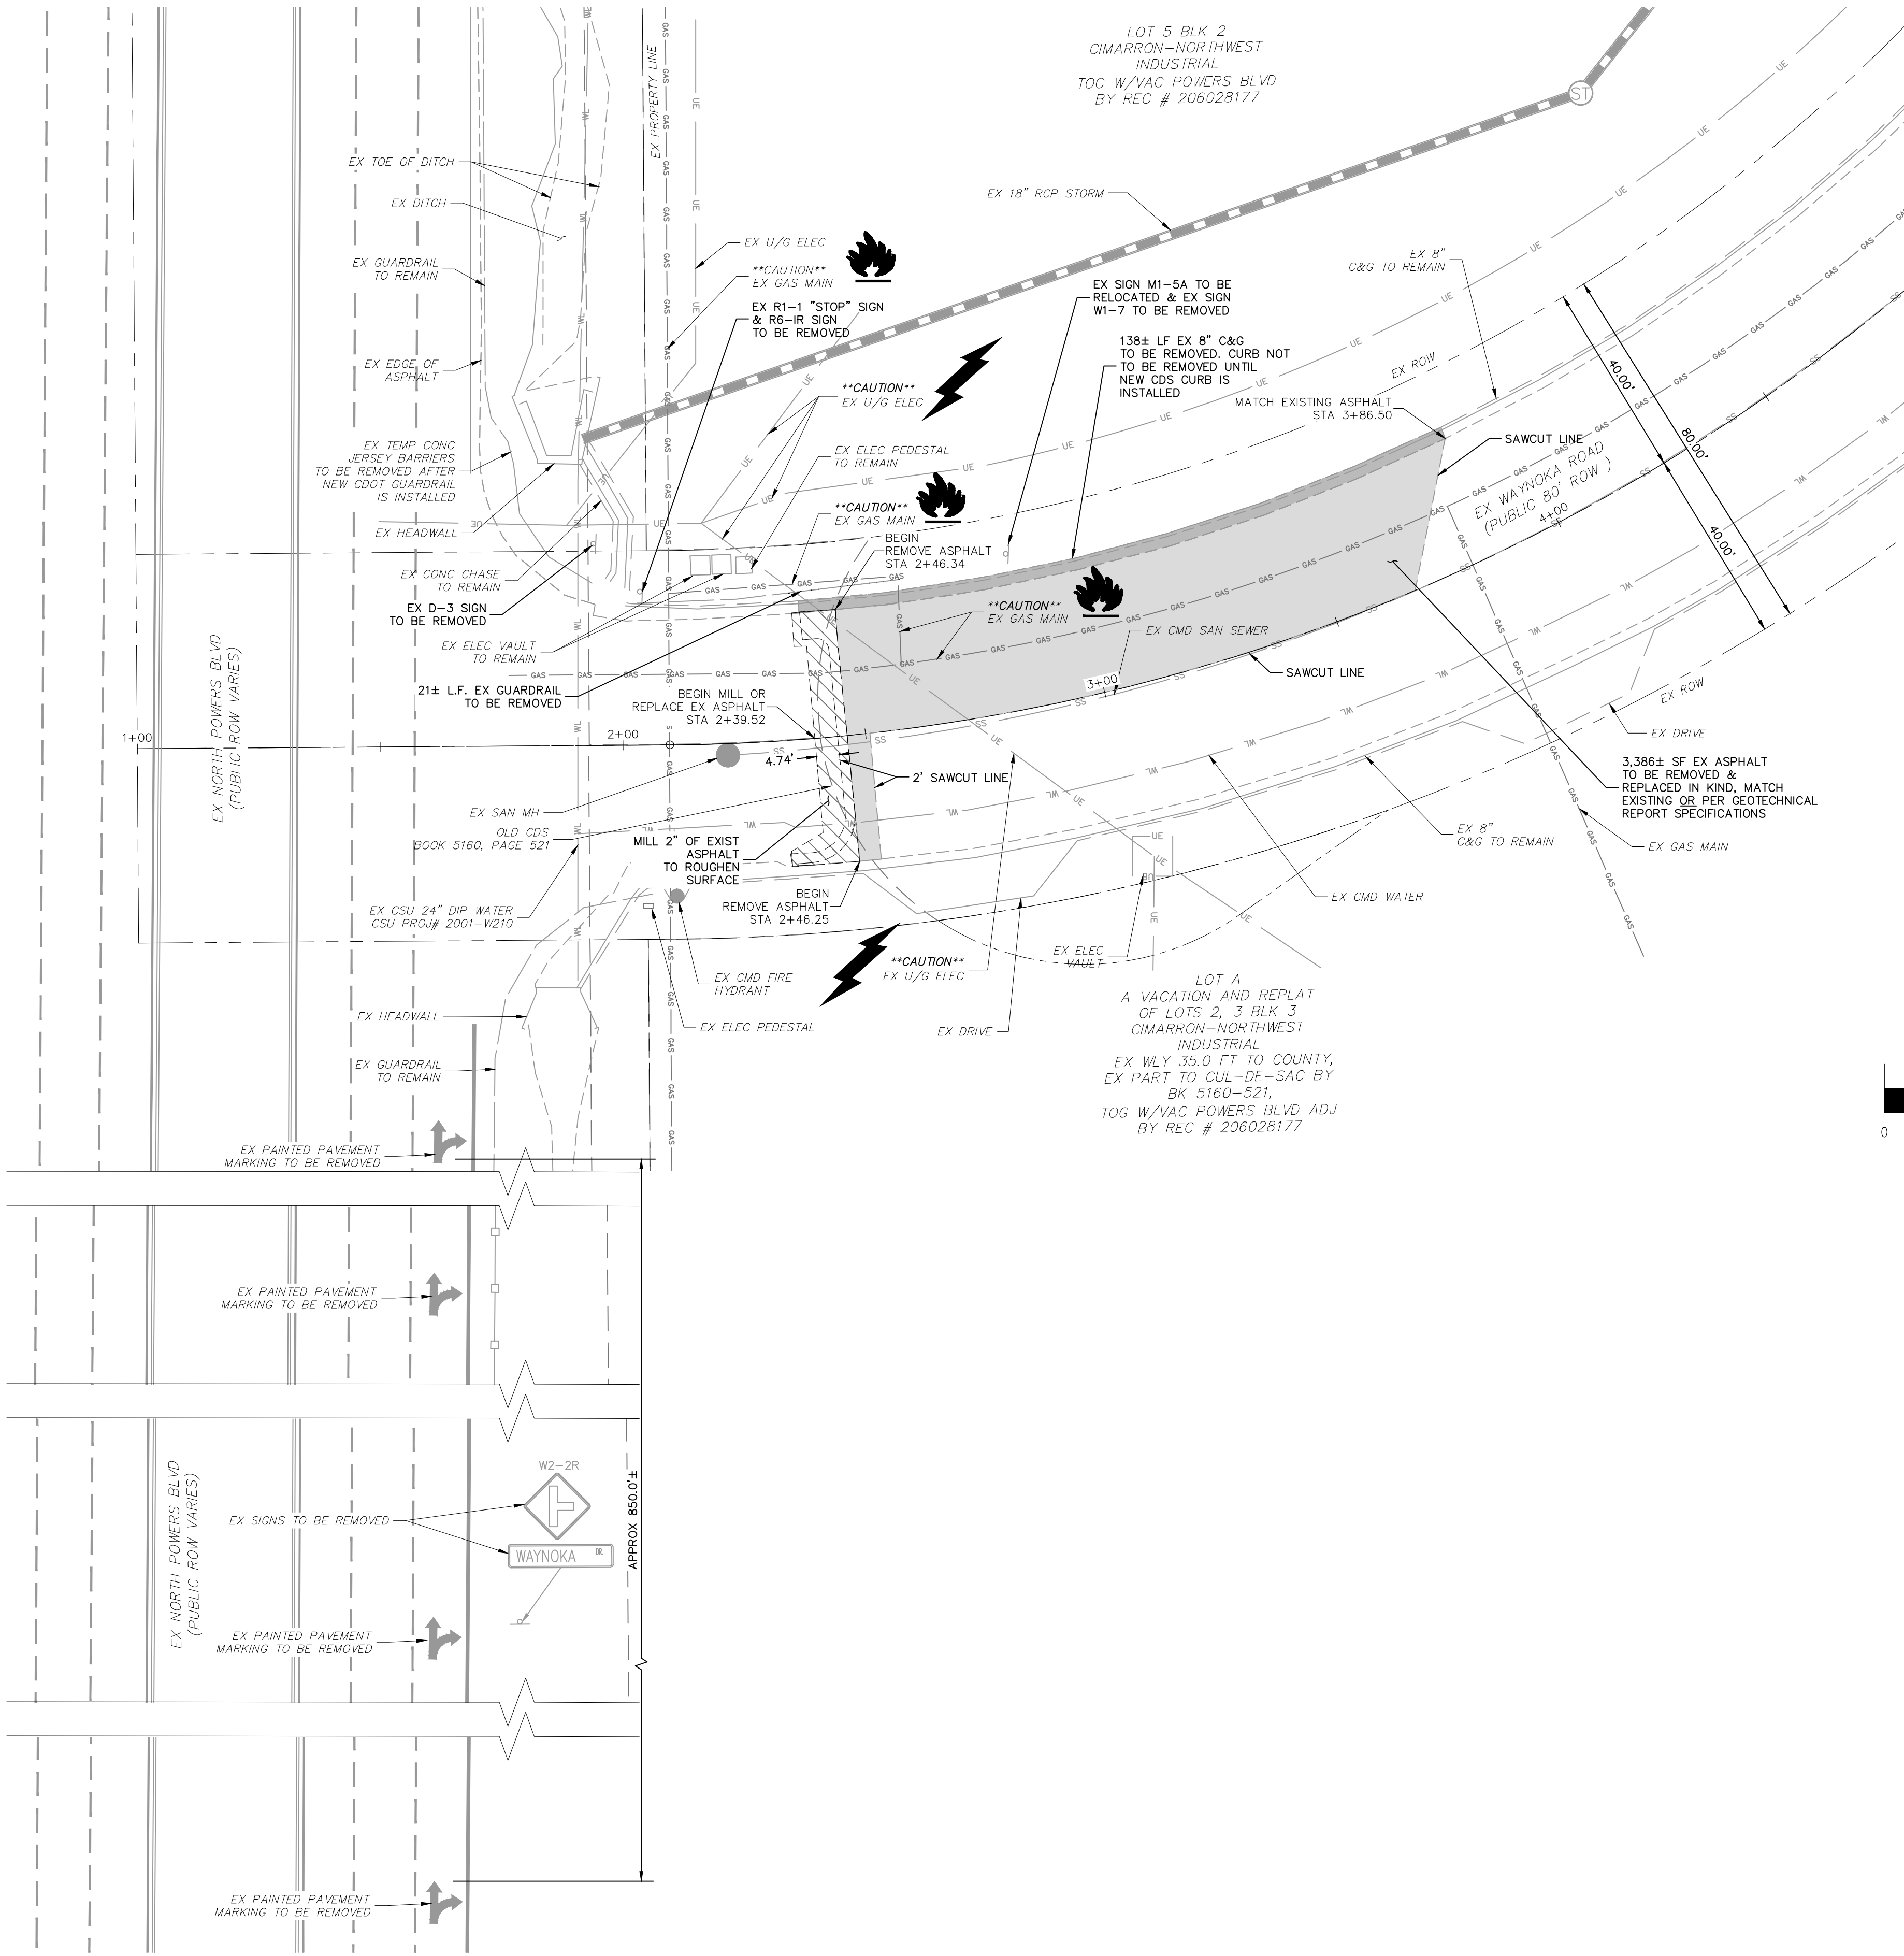 LOT 5 BLK 2
CIMARRON-NORTHWEST
INDUSTRIAL
TOG W/VAC POWERS BLVD
BY REC # 206028177
ST
EX PROPERTY LINE
EX TOE OF DITCH
EX DITCH
EX 18" RCP STORM
EX GUARDRAIL
TO REMAIN
EX U/G ELEC
**CAUTION**
EX GAS MAIN
EX R1-1 "STOP" SIGN
& R6-IR SIGN
TO BE REMOVED
EX SIGN M1-5A TO BE
RELOCATED & EX SIGN
W1-7 TO BE REMOVED
EX 8"
C&G TO REMAIN
138± LF EX 8" C&G
TO BE REMOVED. CURB NOT
TO BE REMOVED UNTIL
NEW CDS CURB IS
INSTALLED
EX ROW
EX EDGE OF
ASPHALT
**CAUTION**
EX U/G ELEC
MATCH EXISTING ASPHALT
STA 3+86.50
SAWCUT LINE
40.00'
80.00'
40.00'
EX TEMP CONC
JERSEY BARRIERS
TO BE REMOVED AFTER
NEW CDOT GUARDRAIL
IS INSTALLED
EX ELEC PEDESTAL
TO REMAIN
EX WAYNOKA ROAD
(PUBLIC 80' ROW )
4+00
**CAUTION**
EX GAS MAIN
EX HEADWALL
BEGIN
REMOVE ASPHALT
STA 2+46.34
EX CONC CHASE
TO REMAIN
EX D-3 SIGN
TO BE REMOVED
**CAUTION**
EX GAS MAIN
EX CMD SAN SEWER
EX ELEC VAULT
TO REMAIN
SAWCUT LINE
3+00
21± L.F. EX GUARDRAIL
TO BE REMOVED
BEGIN MILL OR
REPLACE EX ASPHALT
STA 2+39.52
EX ROW
EX NORTH POWERS BLVD
(PUBLIC ROW VARIES)
1+00
2+00
4.74'
2' SAWCUT LINE
EX DRIVE
3,386± SF EX ASPHALT
TO BE REMOVED &
REPLACED IN KIND, MATCH
EXISTING OR PER GEOTECHNICAL
REPORT SPECIFICATIONS
EX SAN MH
OLD CDS
BOOK 5160, PAGE 521
MILL 2" OF EXIST
ASPHALT
TO ROUGHEN
SURFACE
EX 8"
C&G TO REMAIN
EX GAS MAIN
BEGIN
REMOVE ASPHALT
STA 2+46.25
EX CMD WATER
EX CSU 24" DIP WATER
CSU PROJ# 2001-W210
EX ELEC
VAULT
**CAUTION**
EX U/G ELEC
EX CMD FIRE
HYDRANT
EX HEADWALL
EX ELEC PEDESTAL
EX DRIVE
LOT A
A VACATION AND REPLAT
OF LOTS 2, 3 BLK 3
CIMARRON-NORTHWEST
INDUSTRIAL
EX WLY 35.0 FT TO COUNTY,
EX PART TO CUL-DE-SAC BY
BK 5160-521,
TOG W/VAC POWERS BLVD ADJ
BY REC # 206028177
EX GUARDRAIL
TO REMAIN
0
EX PAINTED PAVEMENT
MARKING TO BE REMOVED
EX PAINTED PAVEMENT
MARKING TO BE REMOVED
W2-2R
EX SIGNS TO BE REMOVED
WAYNOKA DR.
APPROX 850.0'±
EX NORTH POWERS BLVD
(PUBLIC ROW VARIES)
EX PAINTED PAVEMENT
MARKING TO BE REMOVED
EX PAINTED PAVEMENT
MARKING TO BE REMOVED